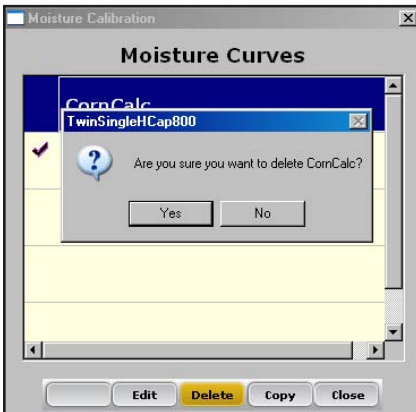 Moisture Calibration
Moisture Curves
CornCalc
TwinSingleHCap800
Are you sure you want to delete CornCalc?
Yes No
Edit Delete Copy Close